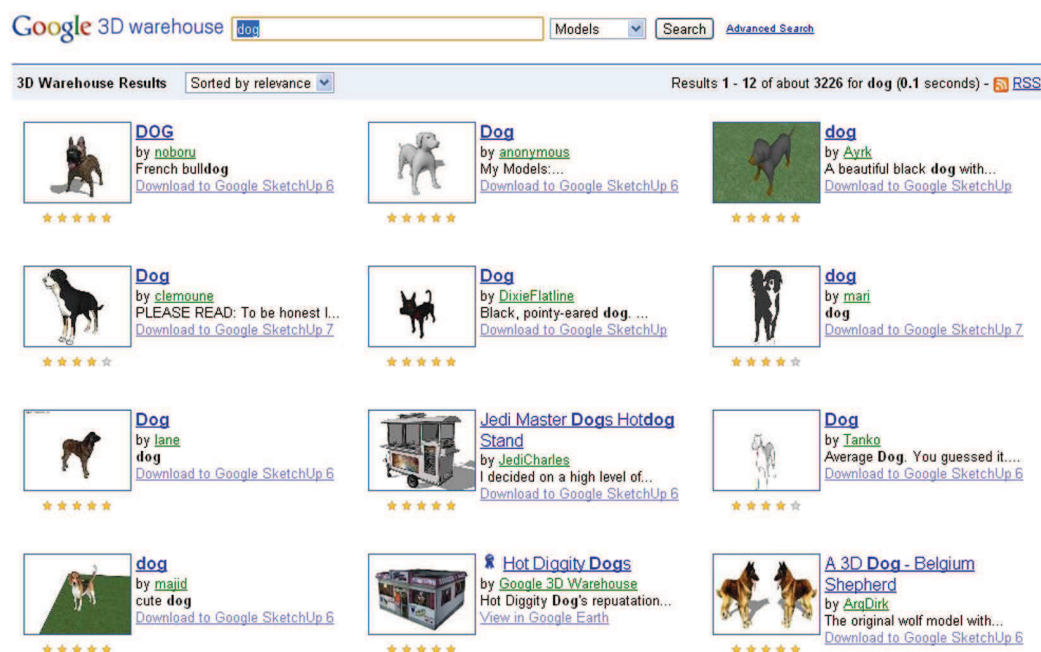 Google 3D warehouse dog Models Search Advanced Search
3D Warehouse Results Sorted by relevance Results 1 - 12 of about 3226 for dog (0.1 seconds) - RSS
DOG
by noboru
French bulldog
Download to Google SketchUp 6
Dog
by anonymous
My Models:...
Download to Google SketchUp 6
dog
by Ayrk
A beautiful black dog with...
Download to Google SketchUp
Dog
by clemoune
PLEASE READ: To be honest I...
Download to Google SketchUp 7
Dog
by DixieFlatline
Black, pointy-eared dog. ...
Download to Google SketchUp
dog
by mari
dog
Download to Google SketchUp 7
Dog
by lane
dog
Download to Google SketchUp 6
Jedi Master Dogs Hotdog
Stand
by JediCharles
I decided on a high level of...
Download to Google SketchUp 6
Dog
by Tanko
Average Dog. You guessed it....
Download to Google SketchUp 6
dog
by majid
cute dog
Download to Google SketchUp 6
Hot Diggity Dogs
by Google 3D Warehouse
Hot Diggity Dog's repuatation...
View in Google Earth
A 3D Dog - Belgium
Shepherd
by ArqDirk
The original wolf model with...
Download to Google SketchUp 6